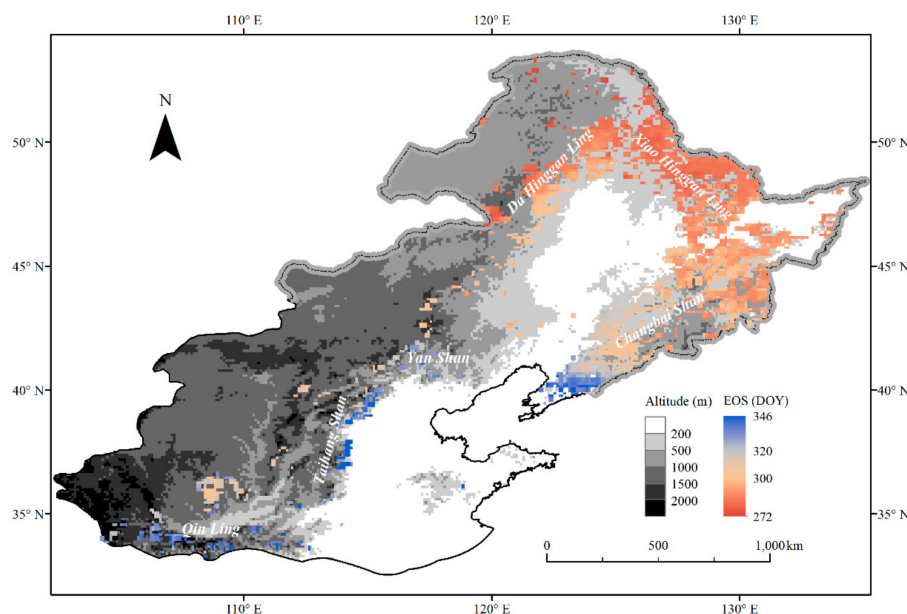 110° E 120° E 130° E
N
50° N 50° N
45° N 45° N
40° N 40° N
35° N 35° N
Da Hinggan Ling
Xiao Hinggan Ling
Changbai Shan
Yan Shan
Taihang Shan
Qin Ling
Altitude (m) EOS (DOY)
200
500
1000
1500
2000
346
320
300
272
0 500 1,000 km
110° E 120° E 130° E